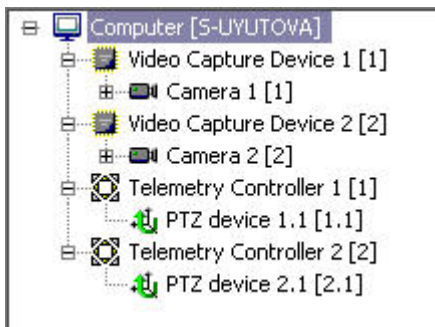 Computer [S-UYUTOVA]
Video Capture Device 1 [1]
Camera 1 [1]
Video Capture Device 2 [2]
Camera 2 [2]
Telemetry Controller 1 [1]
PTZ device 1.1 [1.1]
Telemetry Controller 2 [2]
PTZ device 2.1 [2.1]